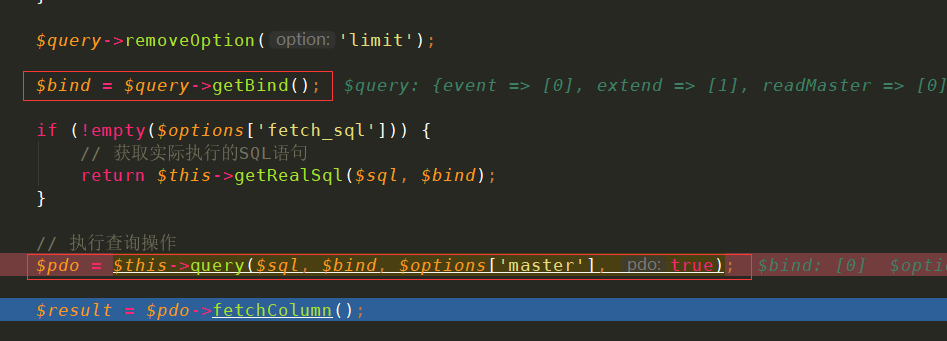 }
$query->removeOption( option: 'limit');
$bind = $query->getBind(); $query: {event => [0], extend => [1], readMaster => [0]
if (!empty($options['fetch_sql'])) {
// 获取实际执行的SQL语句
return $this->getRealSql($sql, $bind);
}
// 执行查询操作
$pdo = $this->query($sql, $bind, $options['master'], pdo: true); $bind: [0] $optio
$result = $pdo->fetchColumn();